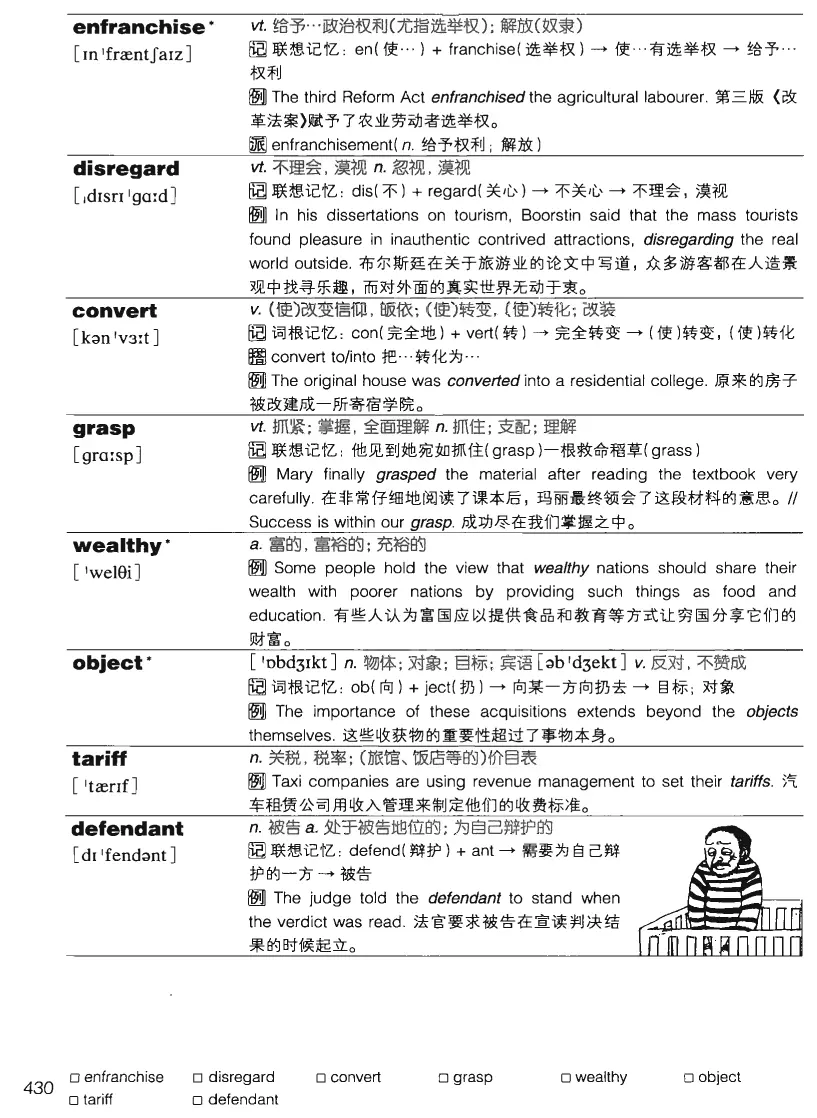 enfranchise* vt. 给予…政治权利(尤指选举权); 解放(奴隶)
[ɪnˈfræntʃaɪz] 记 联想记忆: en(使…) + franchise(选举权) → 使…有选举权 → 给予…
权利
例 The third Reform Act enfranchised the agricultural labourer. 第三版《改
革法案》赋予了农业劳动者选举权。
派 enfranchisement(n. 给予权利; 解放)
disregard vt. 不理会, 漠视 n. 忽视, 漠视
[ˌdɪsrɪˈɡɑːd] 记 联想记忆: dis(不) + regard(关心) → 不关心 → 不理会, 漠视
例 In his dissertations on tourism, Boorstin said that the mass tourists
found pleasure in inauthentic contrived attractions, disregarding the real
world outside. 布尔斯廷在关于旅游业的论文中写道, 众多游客都在人造景
观中找寻乐趣, 而对外面的真实世界无动于衷。
convert v. (使)改变信仰, 皈依; (使)转变, (使)转化; 改装
[kənˈvɜːt] 记 词根记忆: con(完全地) + vert(转) → 完全转变 → (使)转变, (使)转化
搭 convert to/into 把…转化为…
例 The original house was converted into a residential college. 原来的房子
被改建成一所寄宿学院。
grasp vt. 抓紧; 掌握, 全面理解 n. 抓住; 支配; 理解
[ɡrɑːsp] 记 联想记忆: 他见到她宛如抓住(grasp)一根救命稻草(grass)
例 Mary finally grasped the material after reading the textbook very
carefully. 在非常仔细地阅读了课本后, 玛丽最终领会了这段材料的意思。//
Success is within our grasp. 成功尽在我们掌握之中。
wealthy* a. 富的, 富裕的; 充裕的
[ˈwelθi] 例 Some people hold the view that wealthy nations should share their
wealth with poorer nations by providing such things as food and
education. 有些人认为富国应以提供食品和教育等方式让穷国分享它们的
财富。
object* [ˈɒbdʒɪkt] n. 物体; 对象; 目标; 宾语 [əbˈdʒekt] v. 反对, 不赞成
记 词根记忆: ob(向) + ject(扔) → 向某一方向扔去 → 目标; 对象
例 The importance of these acquisitions extends beyond the objects
themselves. 这些收获物的重要性超过了事物本身。
tariff n. 关税, 税率; (旅馆、饭店等的)价目表
[ˈtærɪf] 例 Taxi companies are using revenue management to set their tariffs. 汽
车租赁公司用收入管理来制定他们的收费标准。
defendant n. 被告 a. 处于被告地位的; 为自己辩护的
[dɪˈfendənt] 记 联想记忆: defend(辩护) + ant → 需要为自己辩
护的一方 → 被告
例 The judge told the defendant to stand when
the verdict was read. 法官要求被告在宣读判决结
果的时候起立。
□ enfranchise □ disregard □ convert □ grasp □ wealthy □ object
430
□ tariff □ defendant